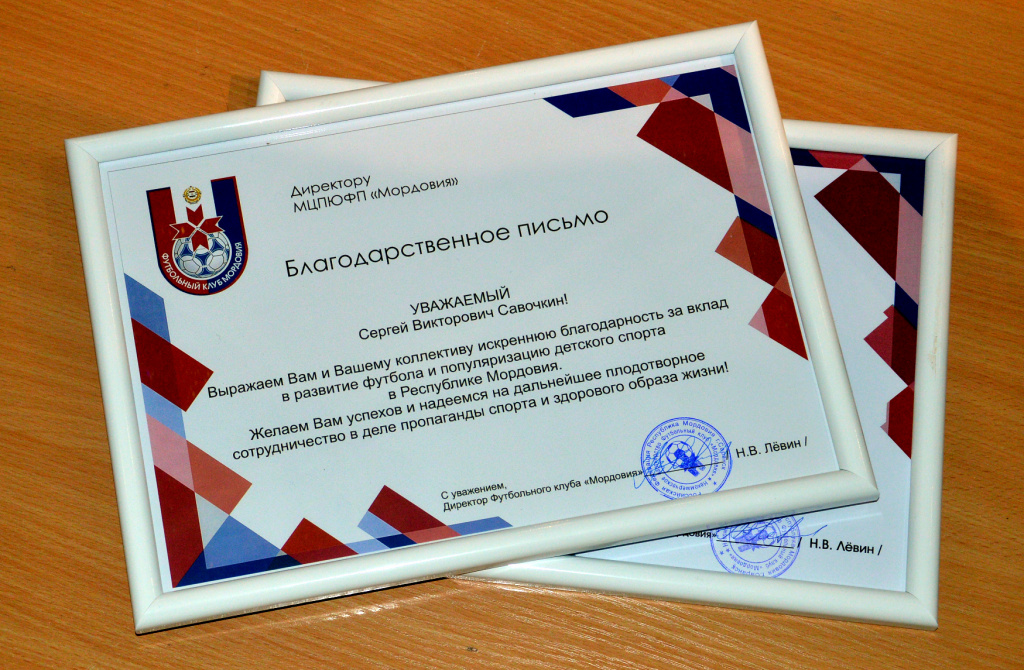 ФУТБОЛЬНЫЙ КЛУБ МОРДОВИЯ
Директору
МЦПЮФП «Мордовия»
Благодарственное письмо
УВАЖАЕМЫЙ
Сергей Викторович Савочкин!
Выражаем Вам и Вашему коллективу искреннюю благодарность за вклад
в развитие футбола и популяризацию детского спорта
в Республике Мордовия.
Желаем Вам успехов и надеемся на дальнейшее плодотворное
сотрудничество в деле пропаганды спорта и здорового образа жизни!
С уважением,
Директор Футбольного клуба «Мордовия» / Н.В. Лёвин /
/ Н.В. Лёвин /